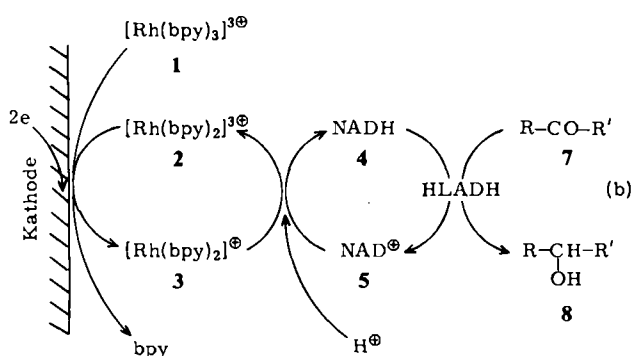 [Rh(bpy)₃]³⊕
1
2e
[Rh(bpy)₂]³⊕
2
NADH
4
R–CO–R′
7
Kathode
HLADH
(b)
[Rh(bpy)₂]⊕
3
NAD⊕
5
R–CH–R′
OH
8
bpy
H⊕